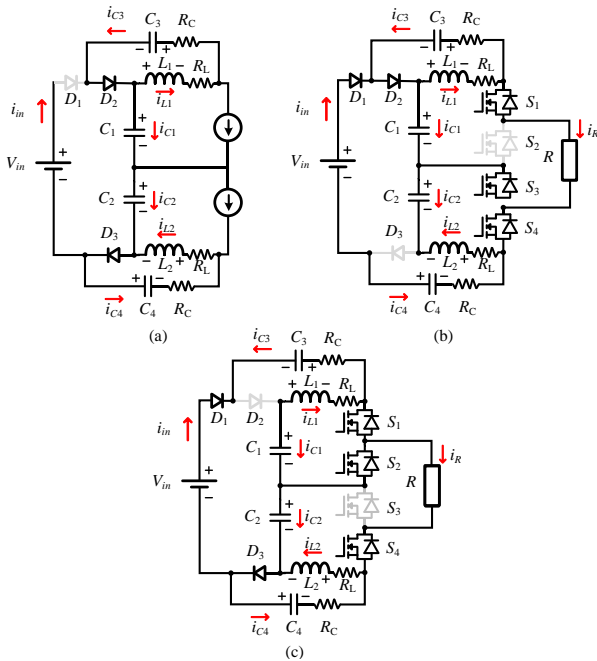 iC3
C3
RC
− +
+ L1 −
RL
D1
D2
iL1
iin
C1
+
−
iC1
Vin
+
−
C2
+
−
iC2
iL2
D3
− L2 +
RL
+ −
iC4
C4
RC
(a)
iC3
C3
RC
− +
+ L1 −
RL
D1
D2
iL1
S1
iin
C1
+
−
iC1
S2
R
iR
Vin
+
−
S3
C2
+
−
iC2
iL2
S4
D3
− L2 +
RL
+ −
iC4
C4
RC
(b)
iC3
C3
RC
− +
+ L1 −
RL
D1
D2
iL1
S1
iin
C1
+
−
iC1
S2
R
iR
Vin
+
−
S3
C2
+
−
iC2
iL2
S4
D3
− L2 +
RL
+ −
iC4
C4
RC
(c)